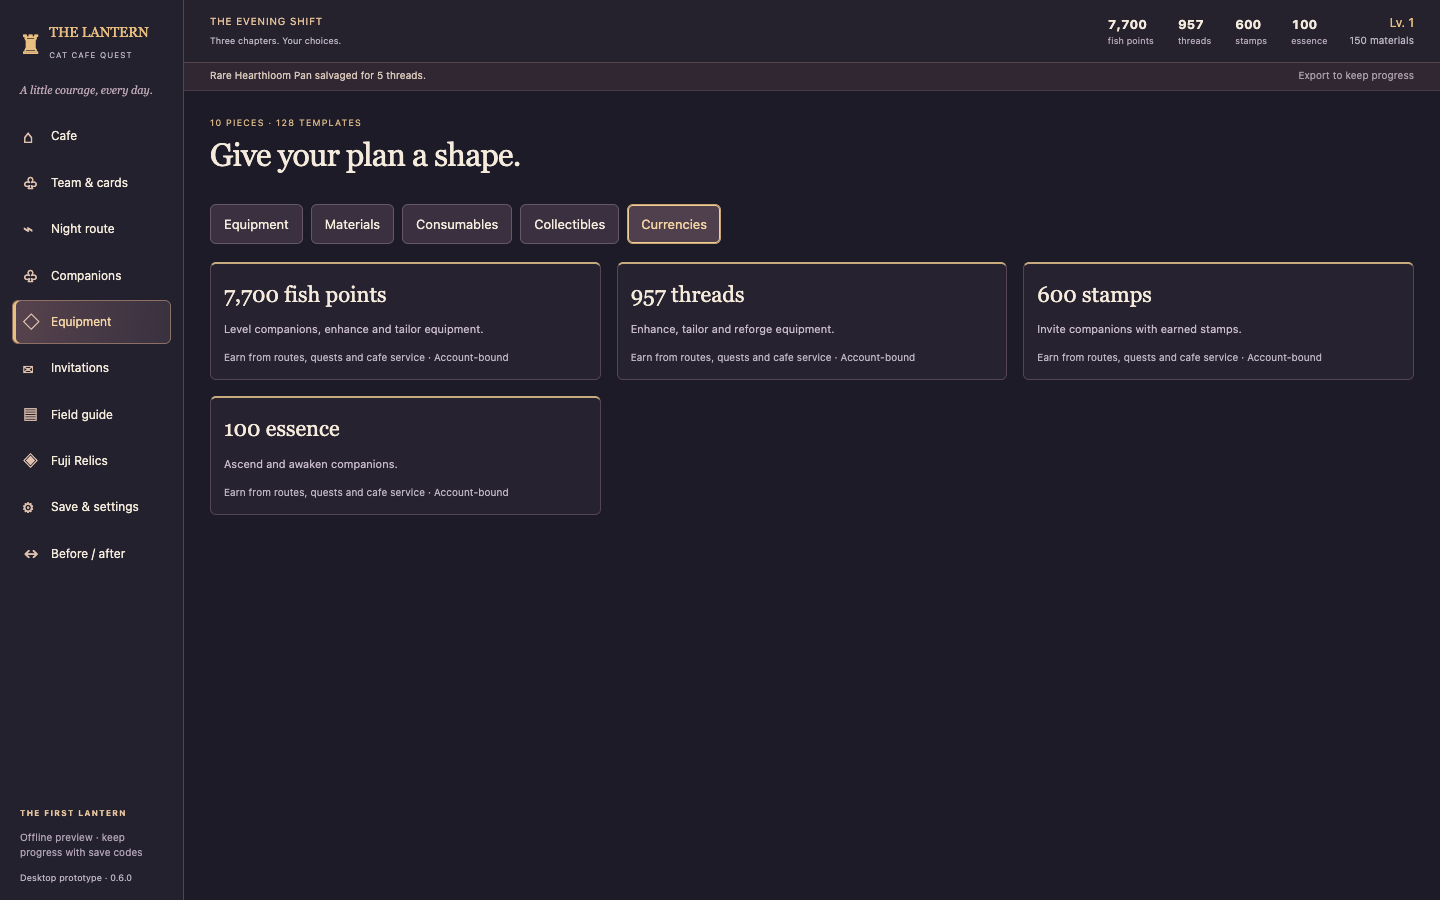 THE LANTERN
CAT CAFE QUEST
A little courage, every day.
Cafe
Team & cards
Night route
Companions
Equipment
Invitations
Field guide
Fuji Relics
Save & settings
Before / after
THE FIRST LANTERN
Offline preview · keep
progress with save codes
Desktop prototype · 0.6.0
THE EVENING SHIFT
Three chapters. Your choices.
7,700
fish points
957
threads
600
stamps
100
essence
Lv. 1
150 materials
Rare Hearthloom Pan salvaged for 5 threads.
Export to keep progress
10 PIECES · 128 TEMPLATES
Give your plan a shape.
Equipment
Materials
Consumables
Collectibles
Currencies
7,700 fish points
Level companions, enhance and tailor equipment.
Earn from routes, quests and cafe service · Account-bound
957 threads
Enhance, tailor and reforge equipment.
Earn from routes, quests and cafe service · Account-bound
600 stamps
Invite companions with earned stamps.
Earn from routes, quests and cafe service · Account-bound
100 essence
Ascend and awaken companions.
Earn from routes, quests and cafe service · Account-bound